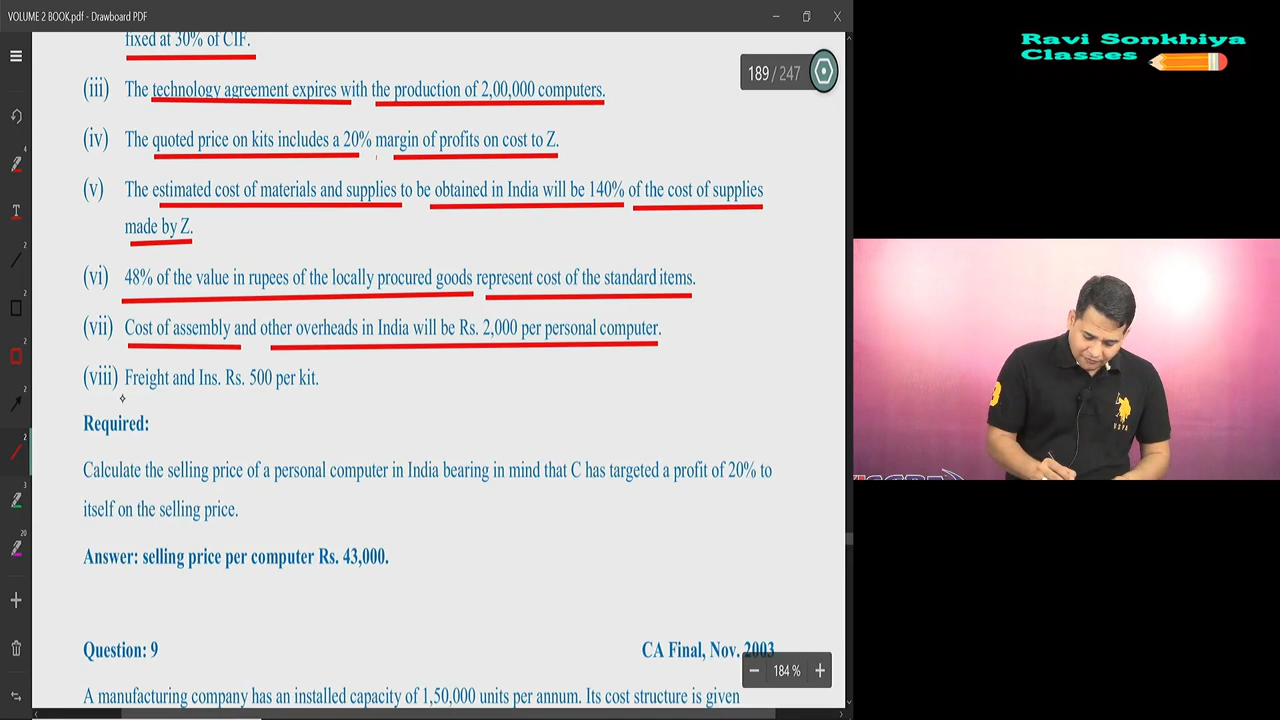 VOLUME 2 BOOK.pdf - Drawboard PDF
Ravi Sonkhiya
Classes
189 / 247
fixed at 30% of CIF.
(iii) The technology agreement expires with the production of 2,00,000 computers.
(iv) The quoted price on kits includes a 20% margin of profits on cost to Z.
(v) The estimated cost of materials and supplies to be obtained in India will be 140% of the cost of supplies
made by Z.
(vi) 48% of the value in rupees of the locally procured goods represent cost of the standard items.
(vii) Cost of assembly and other overheads in India will be Rs. 2,000 per personal computer.
(viii) Freight and Ins. Rs. 500 per kit.
Required:
Calculate the selling price of a personal computer in India bearing in mind that C has targeted a profit of 20% to
itself on the selling price.
Answer: selling price per computer Rs. 43,000.
Question: 9 CA Final, Nov. 2003
184 %
A manufacturing company has an installed capacity of 1,50,000 units per annum. Its cost structure is given